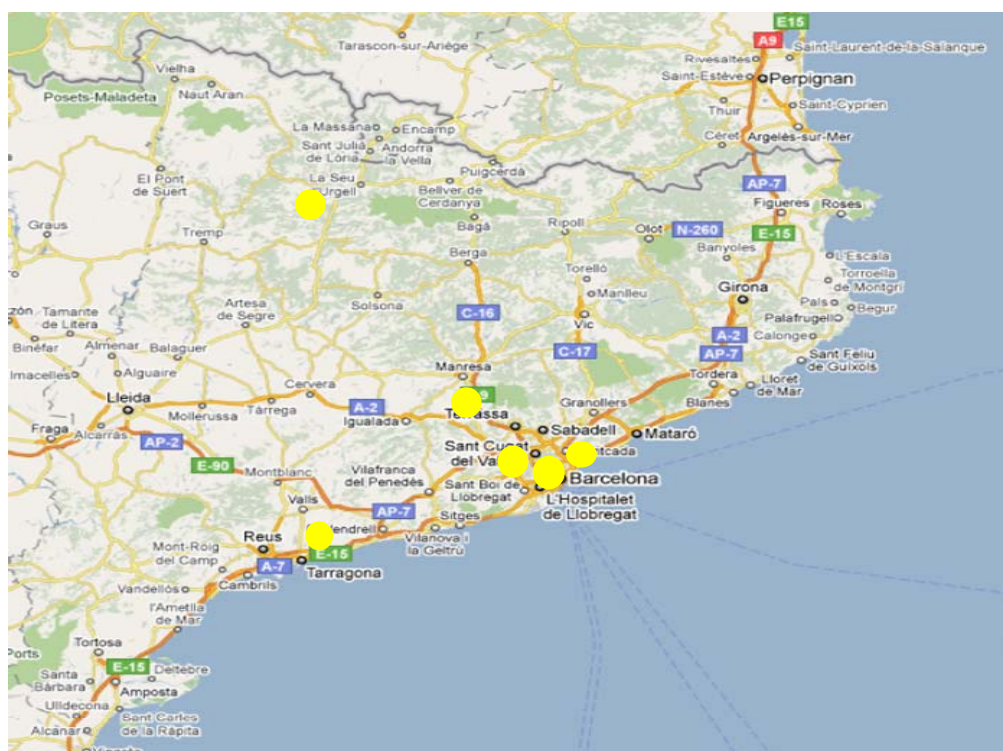 E15
Tarascon-sur-Ariège
A9
Saint-Laurent-de-la-Salanque
Rivesaltes
Vielha
Saint-Estève
Perpignan
Posets-Maladeta
Naut Aran
Thuir
Saint-Cyprien
La Massana
Encamp
Sant Julià
de Lòria
Andorra
la Vella
Céret
Argelès-sur-Mer
Puigcerdà
El Pont
de Suert
La Seu
d'Urgell
Bellver de
Cerdanya
AP-7
Figueres
Roses
Graus
Tremp
Bagà
Ripoll
Olot
N-260
E-15
Banyoles
Berga
L'Escala
Torroella
de Montgrí
Torelló
Manlleu
Girona
Solsona
Artesa
de Segre
C-16
Vic
Pals
Begur
Palafrugell
Tamarite
de Litera
A-2
Calonge
Binéfar
Almenar
Balaguer
C-17
AP-7
Sant Feliu
de Guíxols
Manresa
Alguaire
Tordera
Lloret
de Mar
Cervera
Lleida
Mollerussa
Tàrrega
A-2
Igualada
Terrassa
Granollers
Blanes
Fraga
Alcarràs
AP-2
Sabadell
Mataró
Sant Cugat
E-90
Montblanc
Vilafranca
del Penedès
Sant Boi de
Llobregat
Barcelona
L'Hospitalet
de Llobregat
Valls
AP-7
Sitges
Vilanova i
la Geltrú
Reus
E-15
Mont-Roig
del Camp
A-7
Tarragona
Cambrils
Vandellòs
l'Ametlla
de Mar
Tortosa
Ports
E-15
Deltebre
Santa
Bàrbara
Amposta
Ulldecona
Sant Carles
de la Ràpita
Alcanar